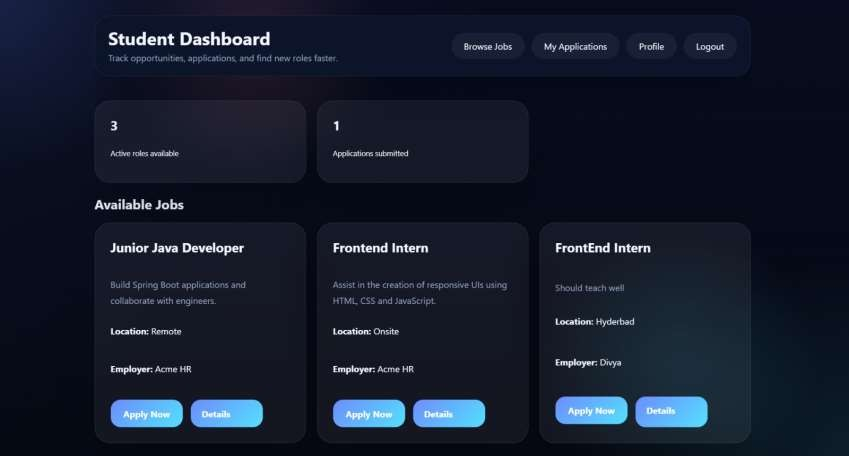 Student Dashboard
Track opportunities, applications, and find new roles faster.
Browse Jobs
My Applications
Profile
Logout
3
Active roles available
1
Applications submitted
Available Jobs
Junior Java Developer
Build Spring Boot applications and
collaborate with engineers.
Location: Remote
Employer: Acme HR
Apply Now
Details
Frontend Intern
Assist in the creation of responsive UIs using
HTML, CSS and JavaScript.
Location: Onsite
Employer: Acme HR
Apply Now
Details
FrontEnd Intern
Should teach well
Location: Hyderbad
Employer: Divya
Apply Now
Details